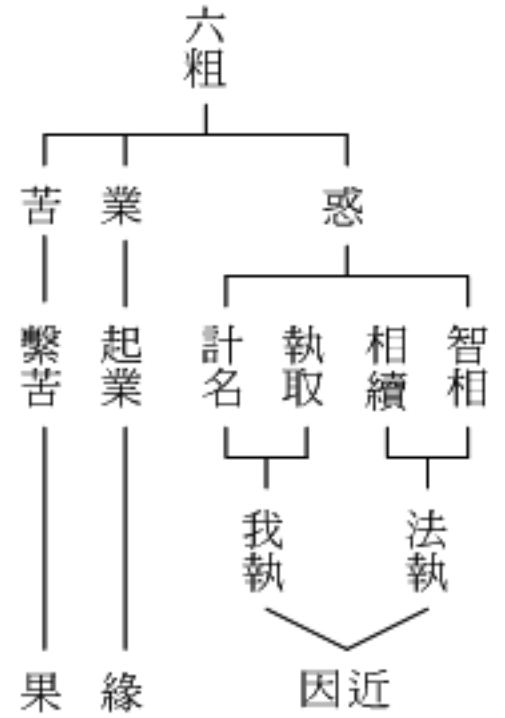 六粗
惑
業
苦
智相
相續
執取
計名
起業
繫苦
法執
我執
近因
緣
果